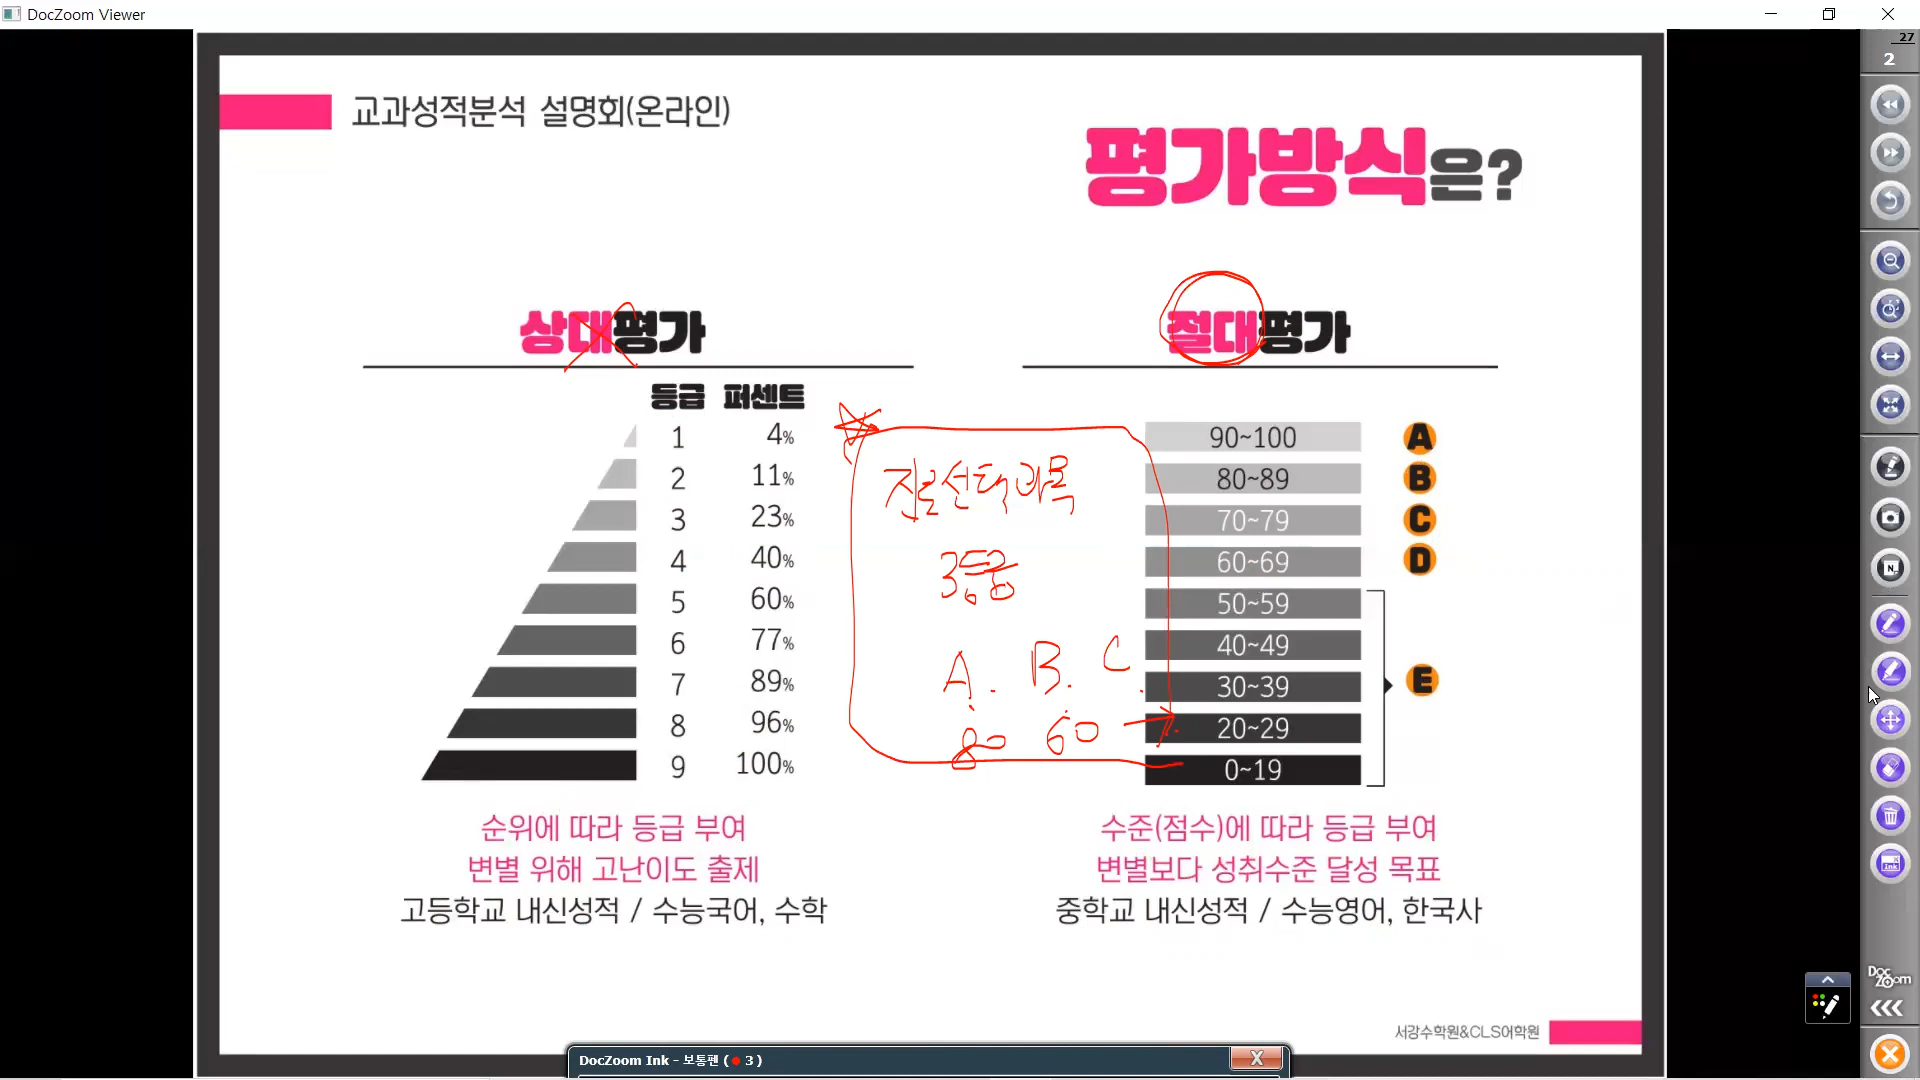 DocZoom Viewer
27
2
교과성적분석 설명회(온라인)
평가방식은?
상대평가
등급 퍼센트
1 4%
2 11%
3 23%
4 40%
5 60%
6 77%
7 89%
8 96%
9 100%
순위에 따라 등급 부여
변별 위해 고난이도 출제
고등학교 내신성적 / 수능국어, 수학
진로선택과목
3등급
A. B. C.
80 60
절대평가
90~100 A
80~89 B
70~79 C
60~69 D
50~59
40~49
30~39 E
20~29
0~19
수준(점수)에 따라 등급 부여
변별보다 성취수준 달성 목표
중학교 내신성적 / 수능영어, 한국사
서강수학원&CLS어학원
DocZoom Ink - 보통펜 ( 3 )
X
N
Ink
DocZoom